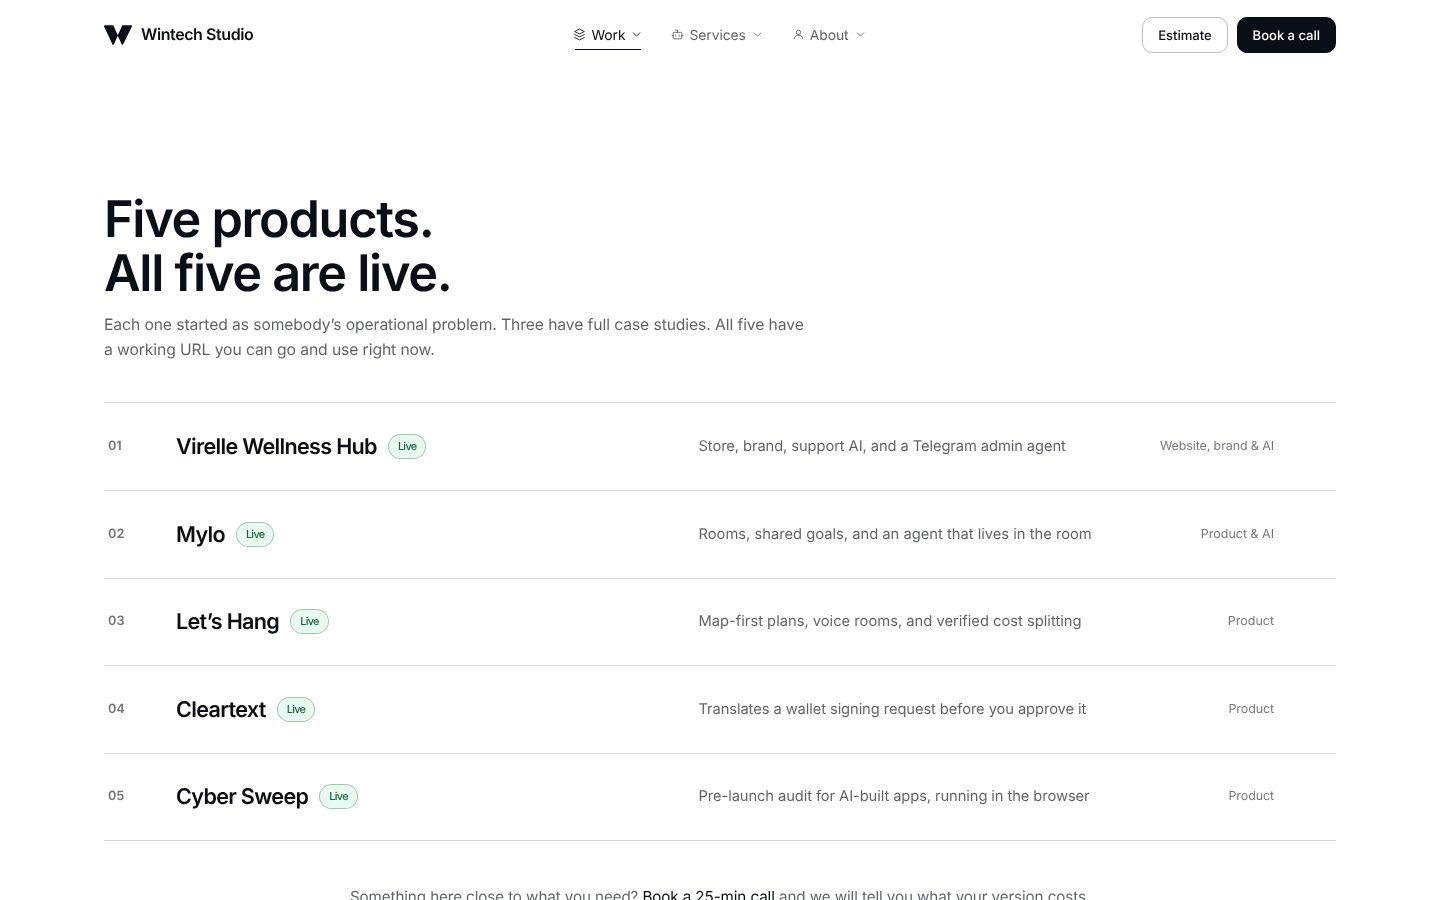 Wintech Studio
Work
Services
About
Estimate
Book a call
Five products.
All five are live.
Each one started as somebody’s operational problem. Three have full case studies. All five have
a working URL you can go and use right now.
01 Virelle Wellness Hub Live Store, brand, support AI, and a Telegram admin agent Website, brand & AI
02 Mylo Live Rooms, shared goals, and an agent that lives in the room Product & AI
03 Let’s Hang Live Map-first plans, voice rooms, and verified cost splitting Product
04 Cleartext Live Translates a wallet signing request before you approve it Product
05 Cyber Sweep Live Pre-launch audit for AI-built apps, running in the browser Product
Something here close to what you need? Book a 25-min call and we will tell you what your version costs.